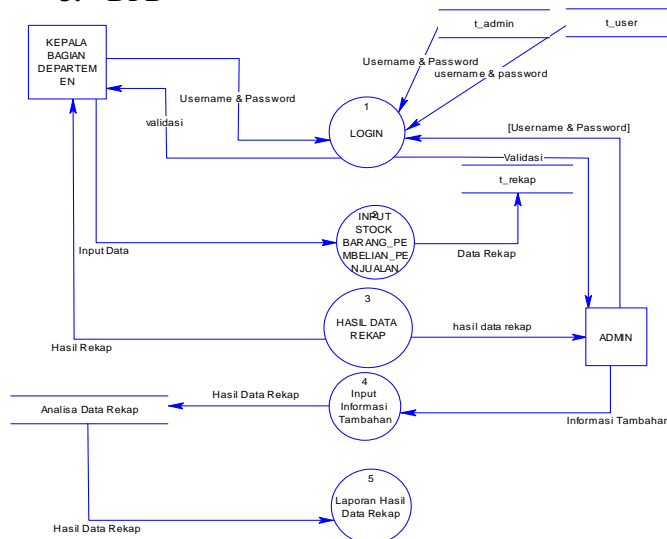 t_admin
t_user
KEPALA
BAGIAN
DEPARTEM
EN
Username & Password
username & password
Username & Password
validasi
1
LOGIN
[Username & Password]
Validasi
t_rekap
2
INPUT
STOCK
BARANG_PE
MBELIAN_PE
NJUALAN
Input Data
Data Rekap
3
HASIL DATA
REKAP
hasil data rekap
ADMIN
Hasil Rekap
4
Input
Informasi
Tambahan
Hasil Data Rekap
Analisa Data Rekap
Informasi Tambahan
5
Laporan Hasil
Data Rekap
Hasil Data Rekap